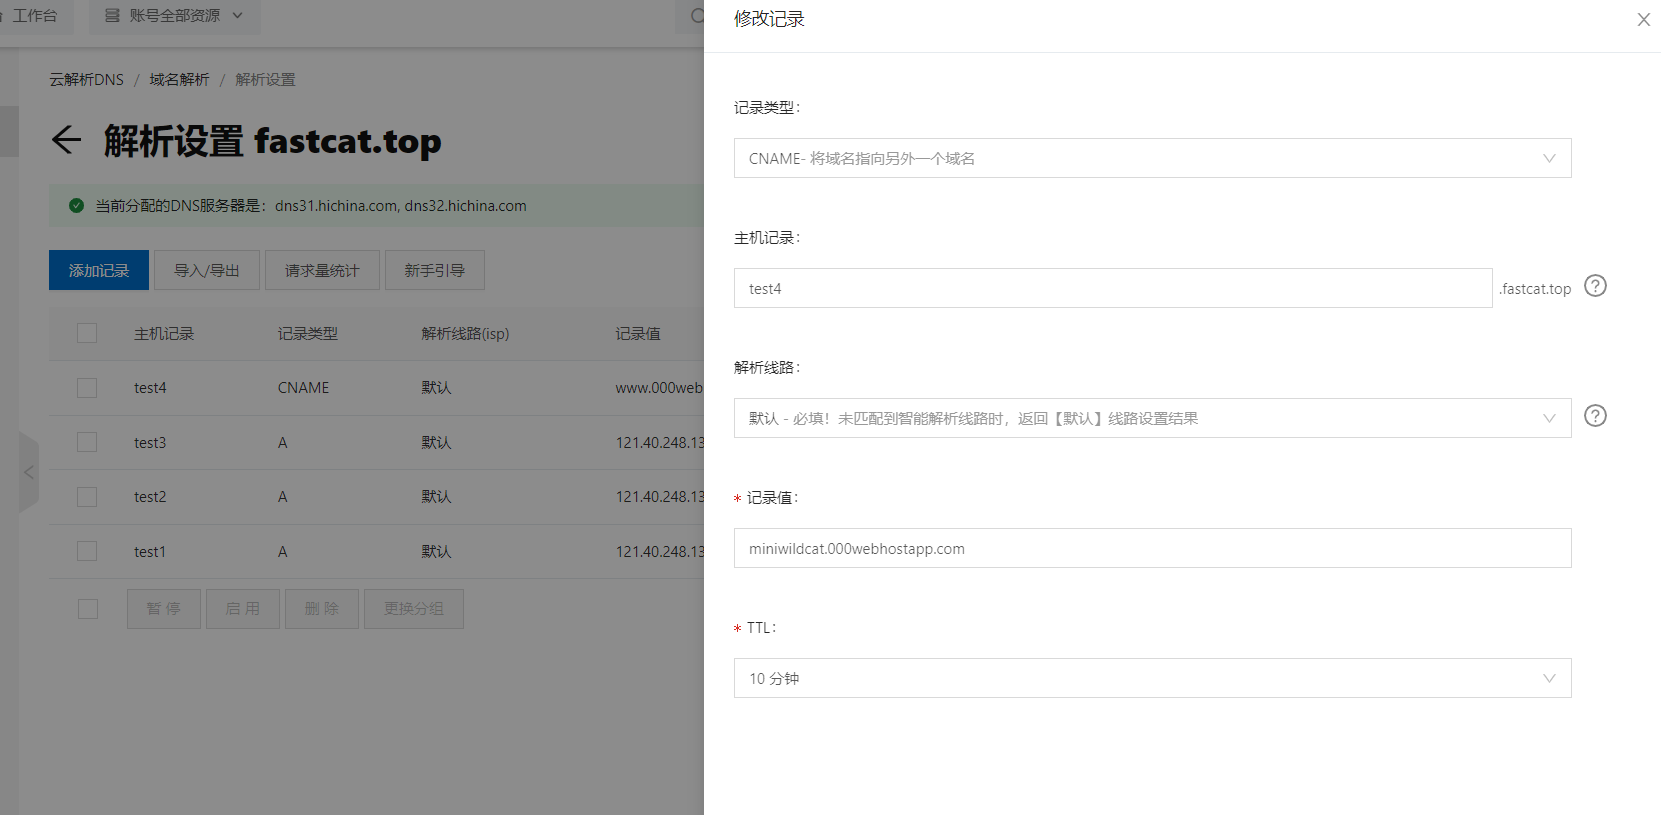 工作台 账号全部资源
云解析DNS / 域名解析 / 解析设置
解析设置 fastcat.top
当前分配的DNS服务器是：dns31.hichina.com, dns32.hichina.com
添加记录 导入/导出 请求量统计 新手引导
主机记录 记录类型 解析线路(isp) 记录值
test4 CNAME 默认 www.000web
test3 A 默认 121.40.248.13
test2 A 默认 121.40.248.13
test1 A 默认 121.40.248.13
暂 停 启 用 删 除 更换分组
修改记录
记录类型：
CNAME- 将域名指向另外一个域名
主机记录：
test4 .fastcat.top
解析线路：
默认 - 必填！未匹配到智能解析线路时，返回【默认】线路设置结果
* 记录值：
miniwildcat.000webhostapp.com
* TTL：
10 分钟